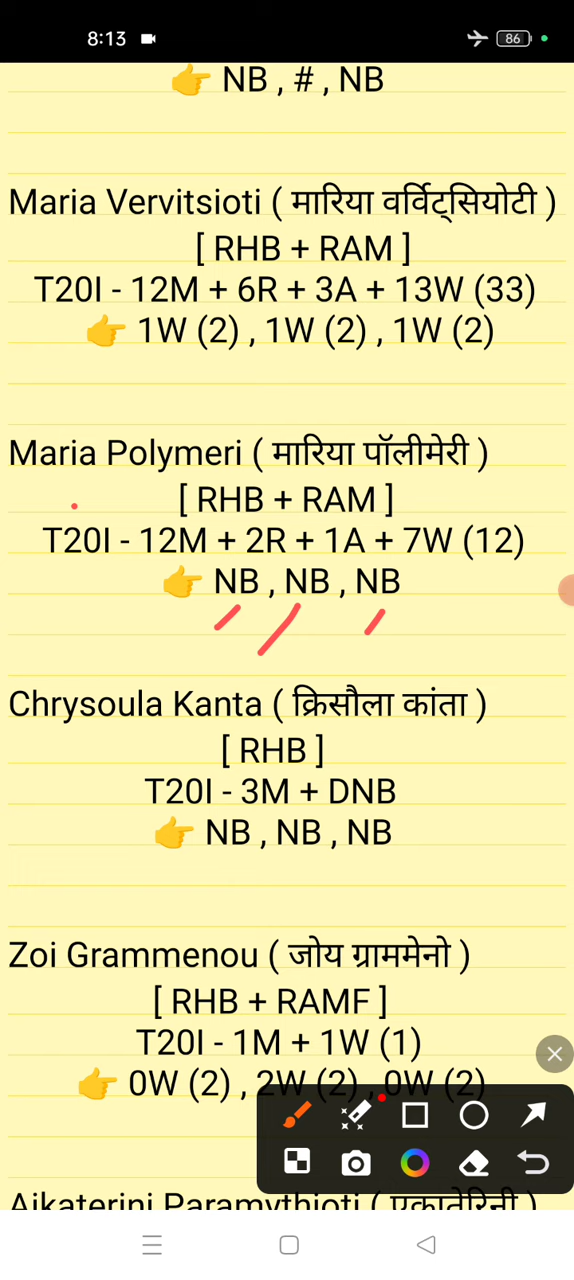 8:13
86
👉 NB , # , NB
Maria Vervitsioti ( मारिया वर्विट्सियोटी )
[ RHB + RAM ]
T20I - 12M + 6R + 3A + 13W (33)
👉 1W (2) , 1W (2) , 1W (2)
Maria Polymeri ( मारिया पॉलीमेरी )
[ RHB + RAM ]
T20I - 12M + 2R + 1A + 7W (12)
👉 NB , NB , NB
Chrysoula Kanta ( क्रिसौला कांता )
[ RHB ]
T20I - 3M + DNB
👉 NB , NB , NB
Zoi Grammenou ( जोय ग्राममेनो )
[ RHB + RAMF ]
T20I - 1M + 1W (1)
👉 0W (2) , 2W (2) , 0W (2)
Aikaterini Paramythioti ( एकातेरिनी )